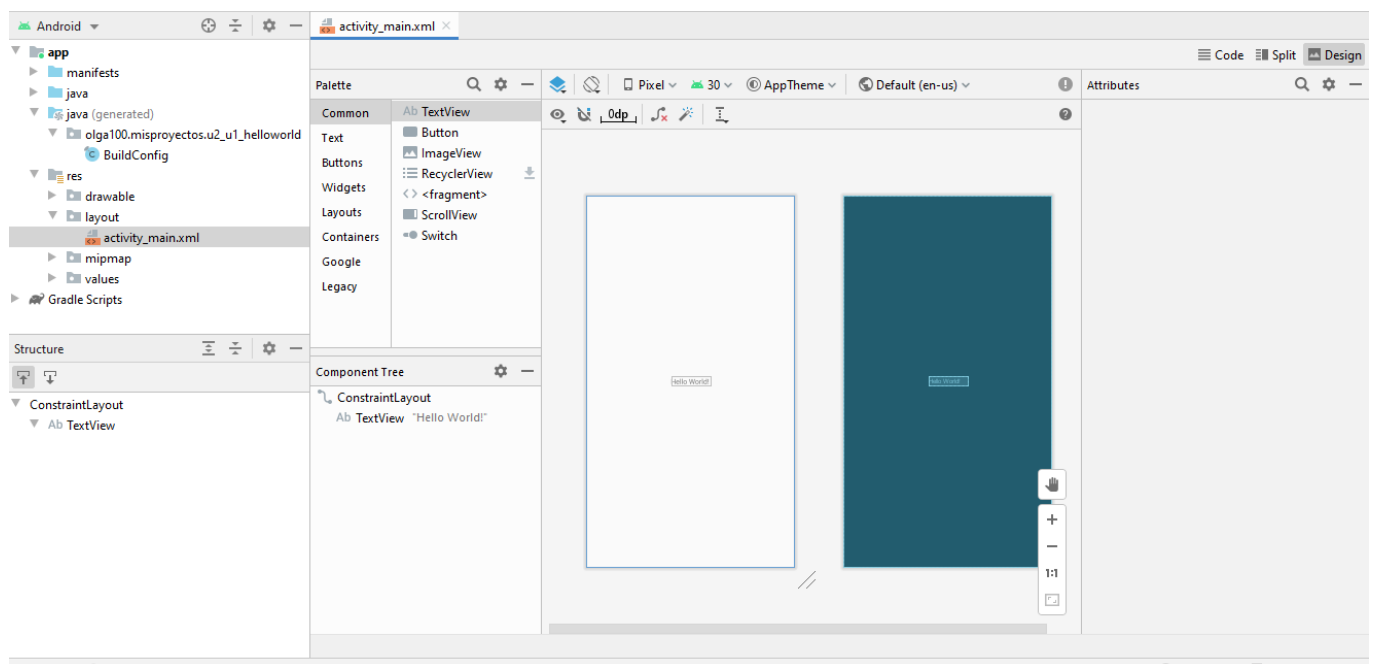 Android
activity_main.xml
app
manifests
java
java (generated)
olga100.misproyectos.u2_u1_helloworld
BuildConfig
res
drawable
layout
activity_main.xml
mipmap
values
Gradle Scripts
Structure
ConstraintLayout
Ab TextView
Code Split Design
Palette
Common
Text
Buttons
Widgets
Layouts
Containers
Google
Legacy
Ab TextView
Button
ImageView
RecyclerView
<fragment>
ScrollView
Switch
Component Tree
ConstraintLayout
Ab TextView "Hello World!"
Pixel 30 AppTheme Default (en-us)
0dp
Hello World!
Hello World!
1:1
Attributes